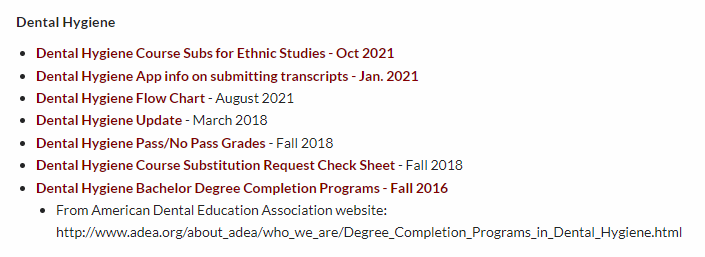 Dental Hygiene
Dental Hygiene Course Subs for Ethnic Studies - Oct 2021
Dental Hygiene App info on submitting transcripts - Jan. 2021
Dental Hygiene Flow Chart - August 2021
Dental Hygiene Update - March 2018
Dental Hygiene Pass/No Pass Grades - Fall 2018
Dental Hygiene Course Substitution Request Check Sheet - Fall 2018
Dental Hygiene Bachelor Degree Completion Programs - Fall 2016
From American Dental Education Association website:
http://www.adea.org/about_adea/who_we_are/Degree_Completion_Programs_in_Dental_Hygiene.html